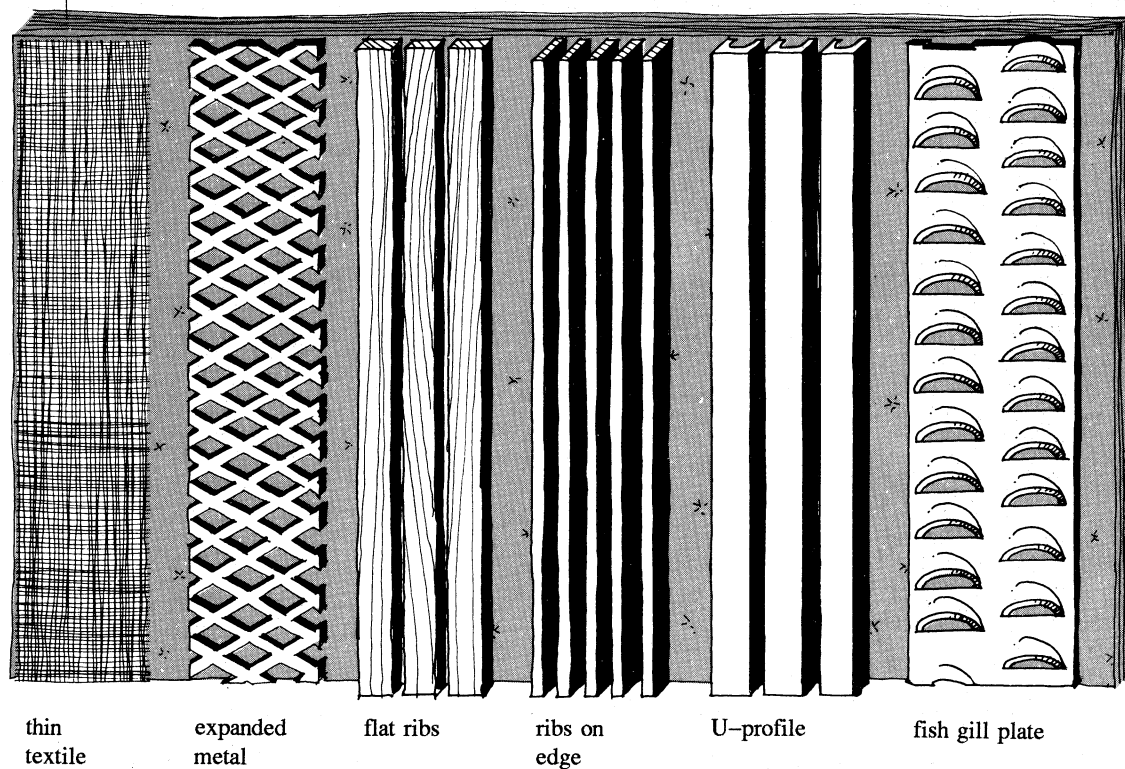 thin
textile
expanded
metal
flat ribs
ribs on
edge
U–profile
fish gill plate